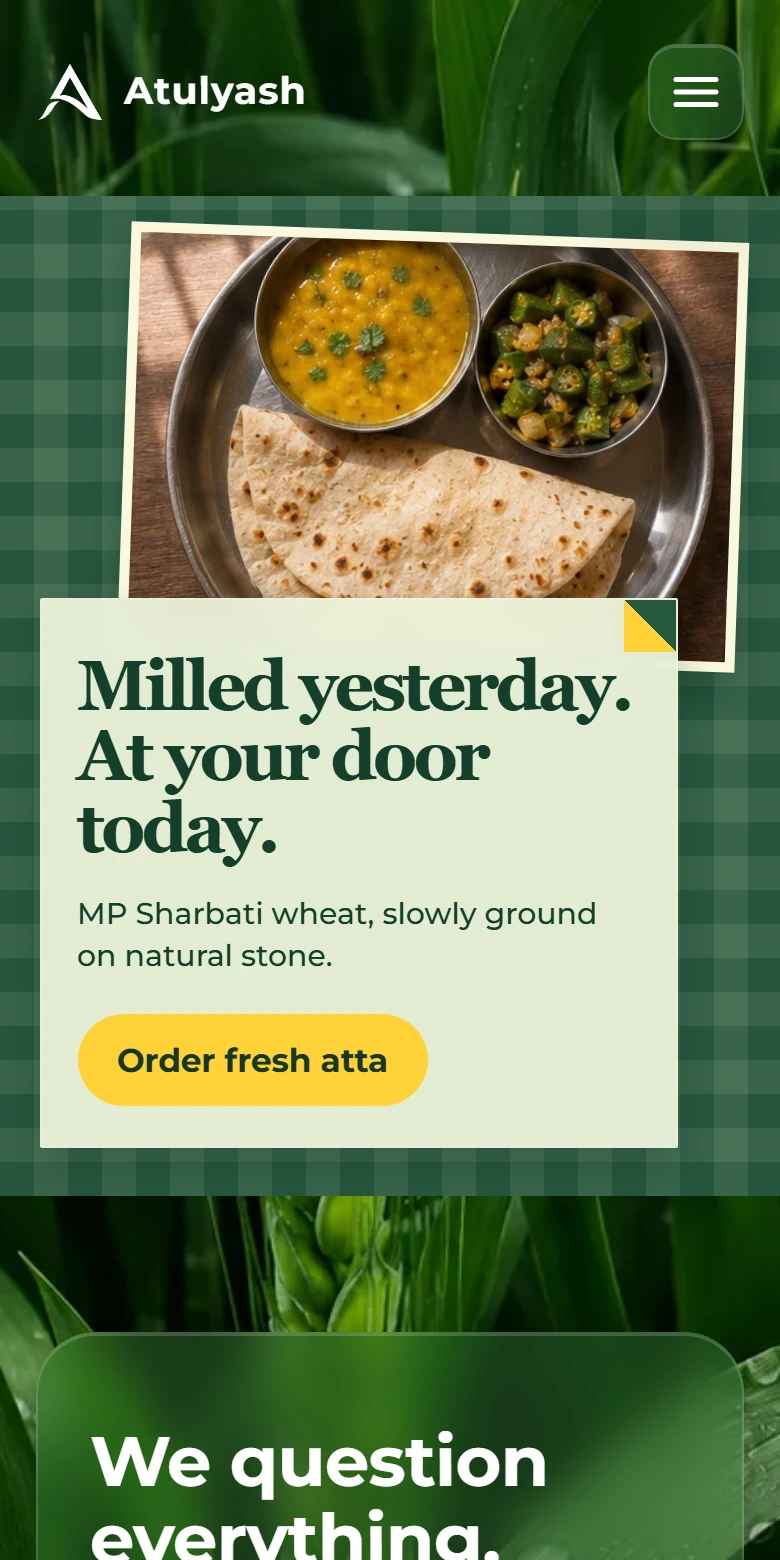 Atulyash
Milled yesterday.
At your door
today.
MP Sharbati wheat, slowly ground
on natural stone.
Order fresh atta
We question
everything.